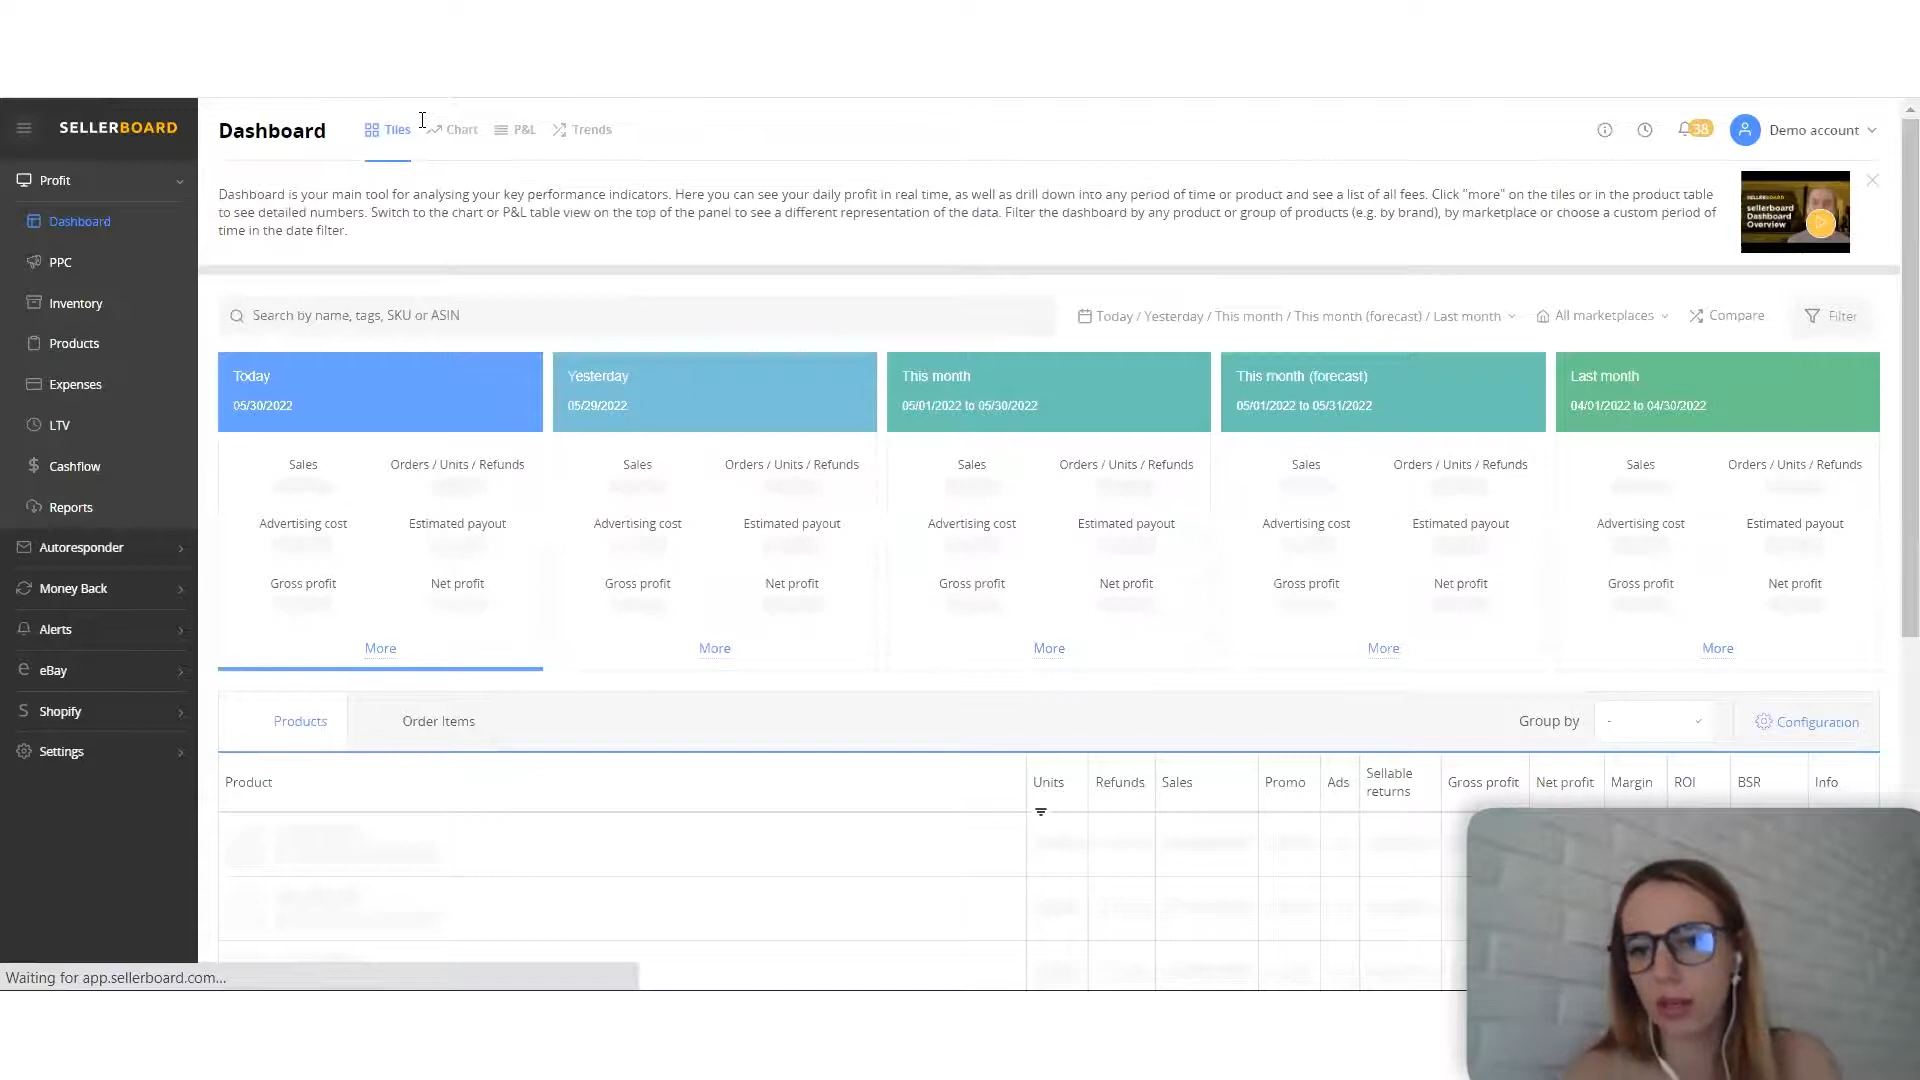 SELLERBOARD
Dashboard
Tiles
Chart
P&L
Trends
38
Demo account
Profit
Dashboard
PPC
Inventory
Products
Expenses
LTV
Cashflow
Reports
Autoresponder
Money Back
Alerts
eBay
Shopify
Settings
Dashboard is your main tool for analysing your key performance indicators. Here you can see your daily profit in real time, as well as drill down into any period of time or product and see a list of all fees. Click "more" on the tiles or in the product table
to see detailed numbers. Switch to the chart or P&L table view on the top of the panel to see a different representation of the data. Filter the dashboard by any product or group of products (e.g. by brand), by marketplace or choose a custom period of
time in the date filter.
SELLERBOARD
sellerboard
Dashboard
Overview
Search by name, tags, SKU or ASIN
Today / Yesterday / This month / This month (forecast) / Last month
All marketplaces
Compare
Filter
Today
05/30/2022
Sales
Orders / Units / Refunds
Advertising cost
Estimated payout
Gross profit
Net profit
More
Yesterday
05/29/2022
Sales
Orders / Units / Refunds
Advertising cost
Estimated payout
Gross profit
Net profit
More
This month
05/01/2022 to 05/30/2022
Sales
Orders / Units / Refunds
Advertising cost
Estimated payout
Gross profit
Net profit
More
This month (forecast)
05/01/2022 to 05/31/2022
Sales
Orders / Units / Refunds
Advertising cost
Estimated payout
Gross profit
Net profit
More
Last month
04/01/2022 to 04/30/2022
Sales
Orders / Units / Refunds
Advertising cost
Estimated payout
Gross profit
Net profit
More
Products
Order Items
Group by
-
Configuration
Product
Units
Refunds
Sales
Promo
Ads
Sellable
returns
Gross profit
Net profit
Margin
ROI
BSR
Info
Waiting for app.sellerboard.com...